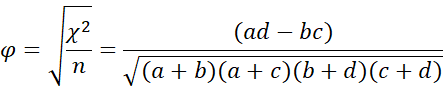 φ = √(χ²/n) = (ad − bc) / √((a + b)(a + c)(b + d)(c + d))